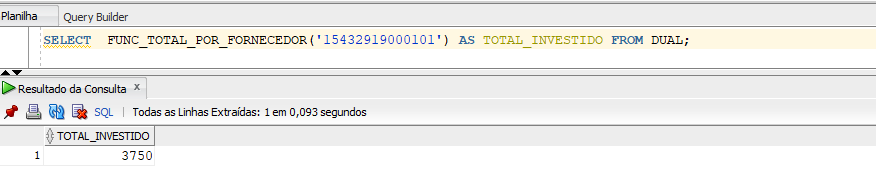 Planilha Query Builder
SELECT FUNC_TOTAL_POR_FORNECEDOR('15432919000101') AS TOTAL_INVESTIDO FROM DUAL;
Resultado da Consulta x
SQL | Todas as Linhas Extraídas: 1 em 0,093 segundos
TOTAL_INVESTIDO
1 3750